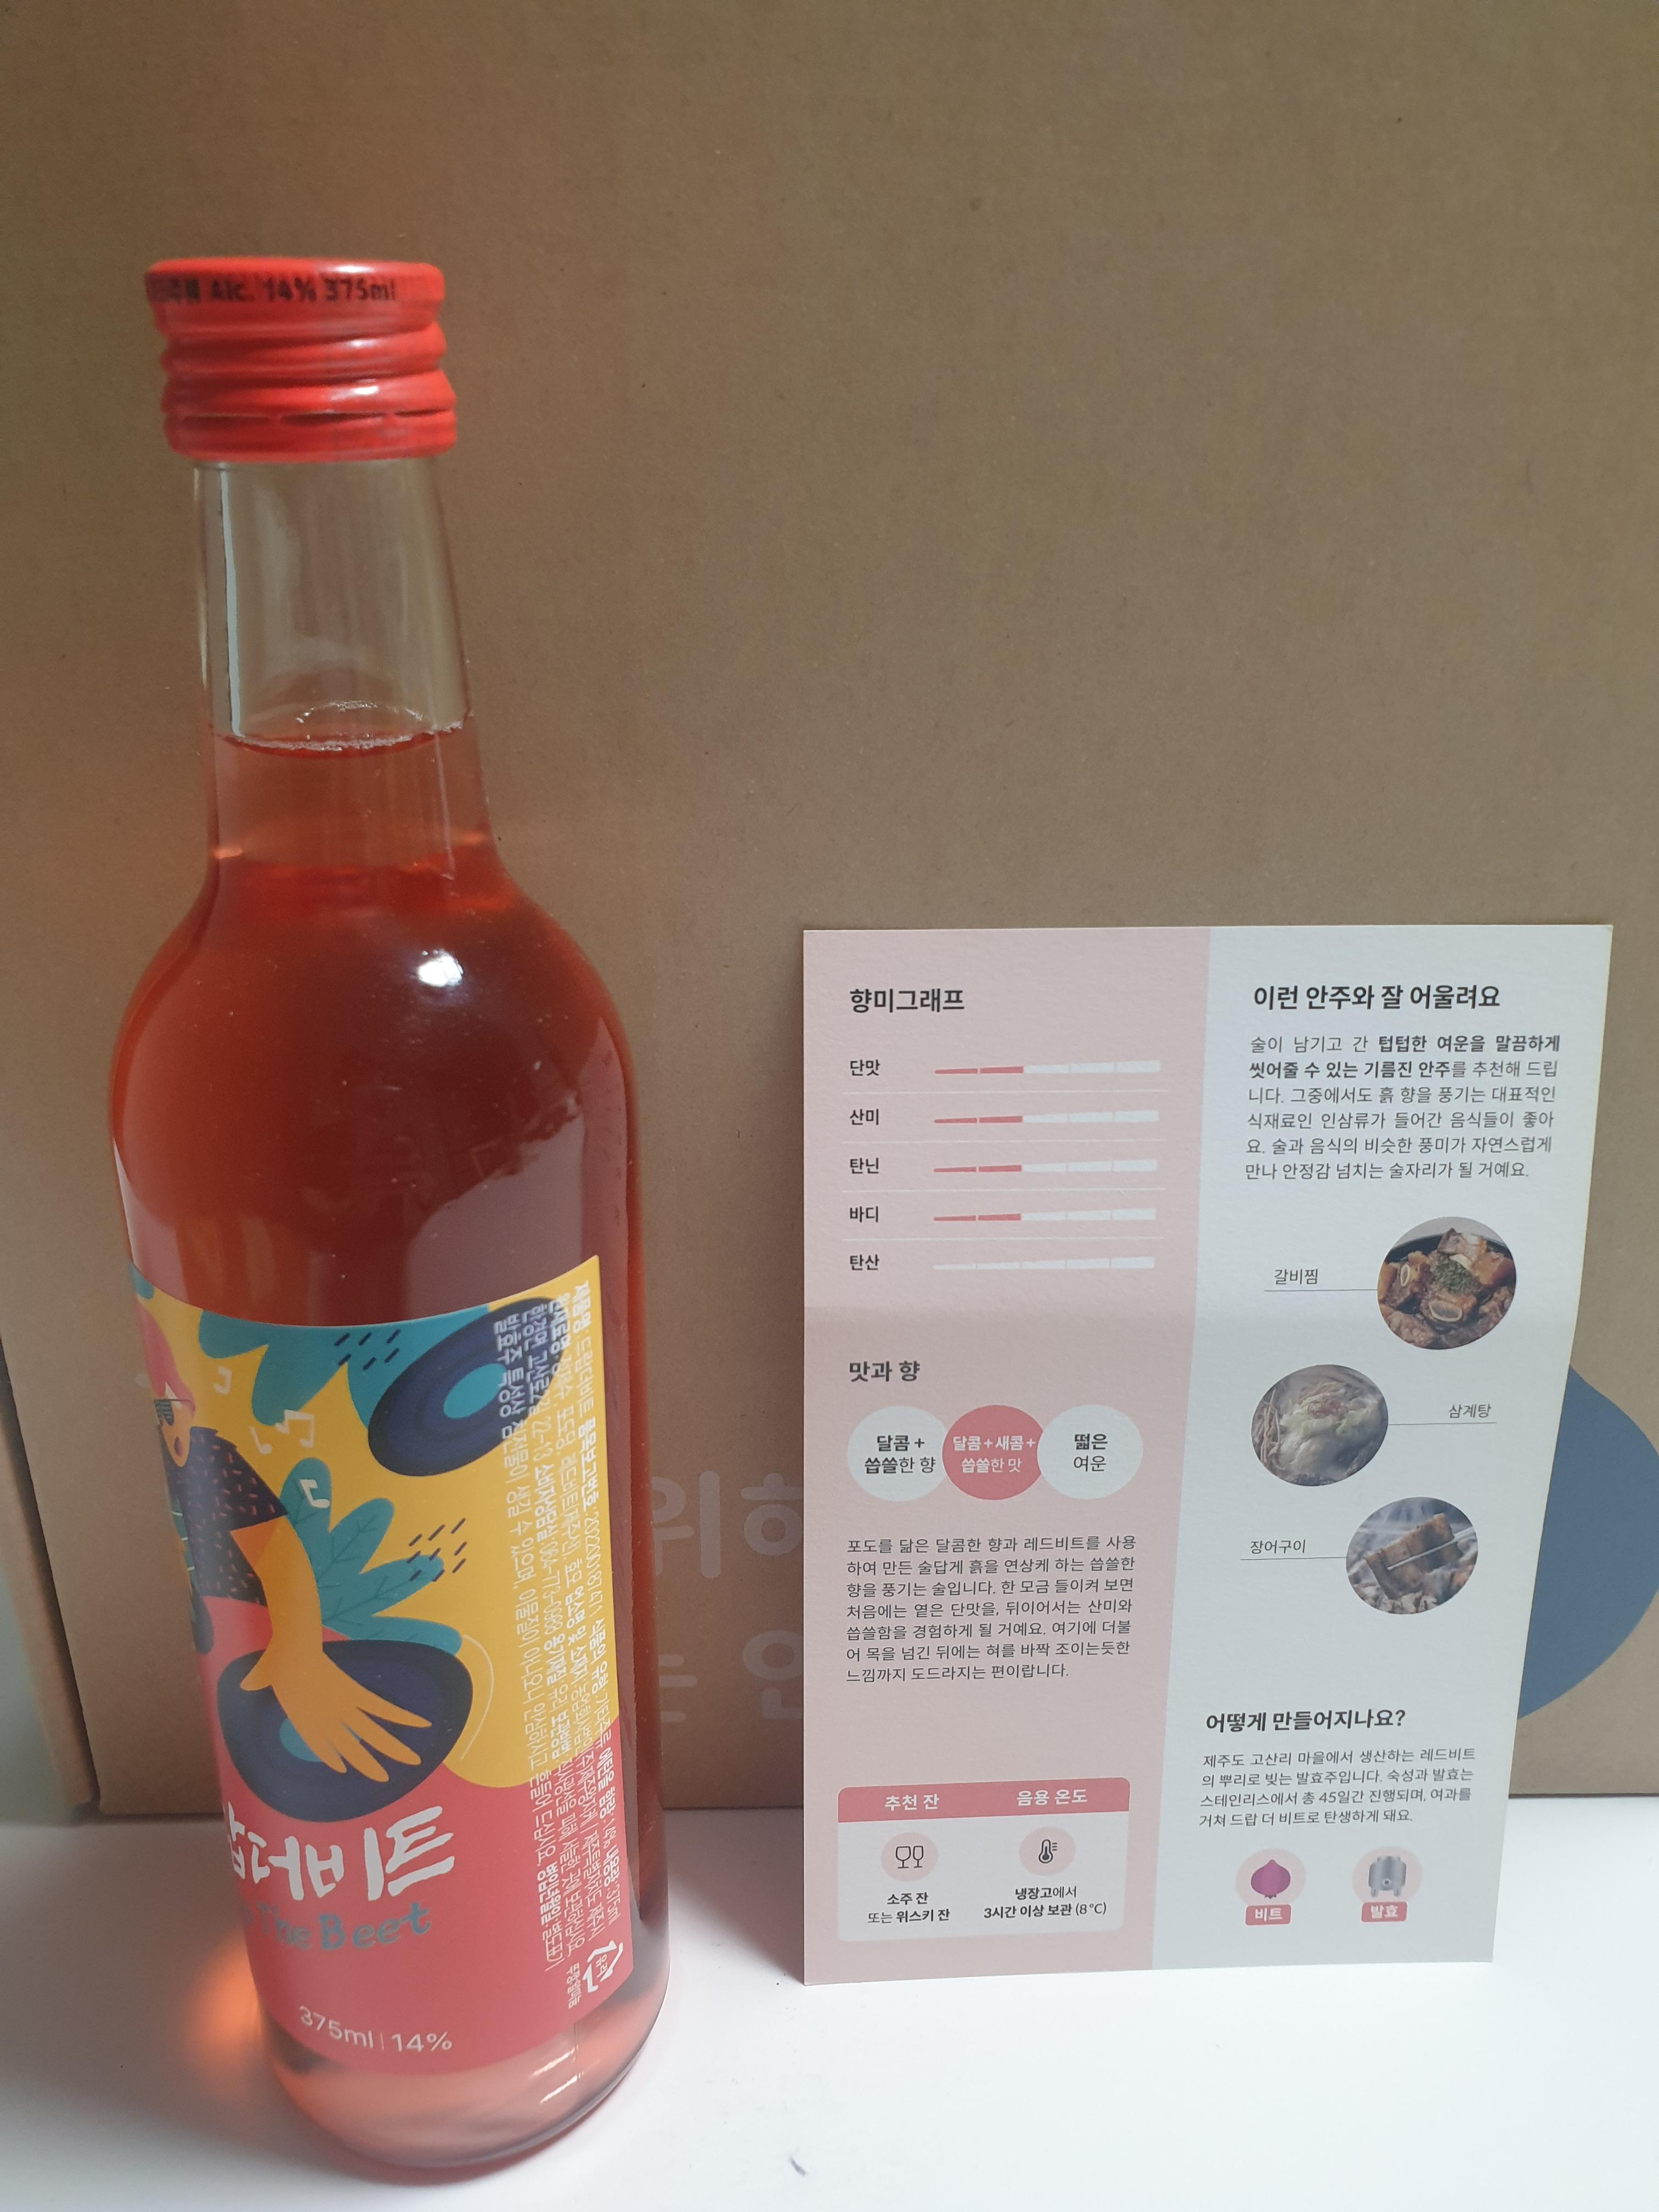 Alc. 14% 375ml
더비트
The Beet
375ml | 14%
위하
는 인
향미그래프
단맛
산미
탄닌
바디
탄산
맛과 향
달콤+
씁쓸한 향
달콤+새콤+
씁쓸한 맛
떫은
여운
포도를 닮은 달콤한 향과 레드비트를 사용
하여 만든 술답게 흙을 연상케 하는 씁쓸한
향을 풍기는 술입니다. 한 모금 들이켜 보면
처음에는 옅은 단맛을, 뒤이어서는 산미와
씁쓸함을 경험하게 될 거예요. 여기에 더불
어 목을 넘긴 뒤에는 혀를 바짝 조이는듯한
느낌까지 도드라지는 편이랍니다.
추천 잔
음용 온도
소주 잔
또는 위스키 잔
냉장고에서
3시간 이상 보관 (8℃)
이런 안주와 잘 어울려요
술이 남기고 간 텁텁한 여운을 말끔하게
씻어줄 수 있는 기름진 안주를 추천해 드립
니다. 그중에서도 흙 향을 풍기는 대표적인
식재료인 인삼류가 들어간 음식들이 좋아
요. 술과 음식의 비슷한 풍미가 자연스럽게
만나 안정감 넘치는 술자리가 될 거예요.
갈비찜
삼계탕
장어구이
어떻게 만들어지나요?
제주도 고산리 마을에서 생산하는 레드비트
의 뿌리로 빚는 발효주입니다. 숙성과 발효는
스테인리스에서 총 45일간 진행되며, 여과를
거쳐 드랍 더 비트로 탄생하게 돼요.
비트
발효